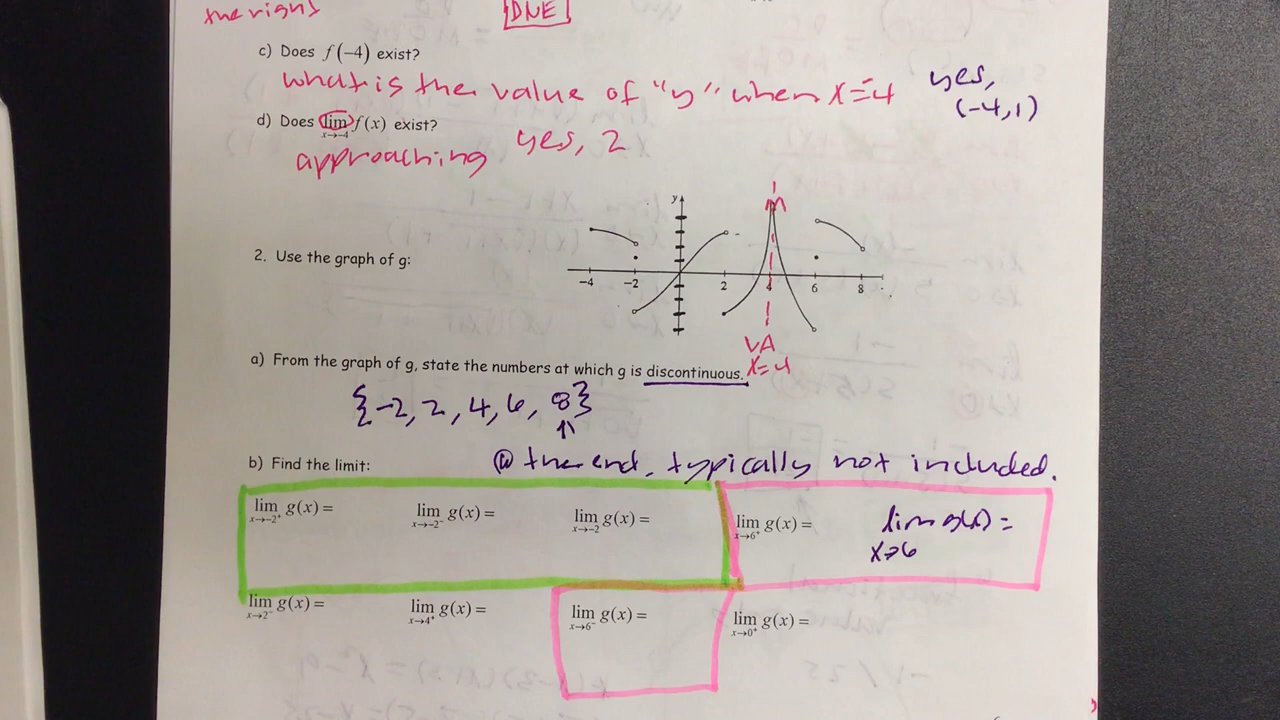 the right
DNE
c) Does f(-4) exist?
what is the value of "y" when x=4
yes,
(-4,1)
d) Does lim f(x) exist?
x→-4
yes, 2
approaching
2. Use the graph of g:
y
-4 -2 2 4 6 8
VA
x=4
a) From the graph of g, state the numbers at which g is discontinuous.
{-2, 2, 4, 6, 8}
@ the end, typically not included.
b) Find the limit:
lim g(x) = lim g(x) = lim g(x) = lim g(x) = lim g(x) =
x→-2⁺ x→-2⁻ x→-2 x→6⁺ x→6
lim g(x) = lim g(x) = lim g(x) = lim g(x) =
x→2⁻ x→4⁺ x→6⁻ x→0⁺